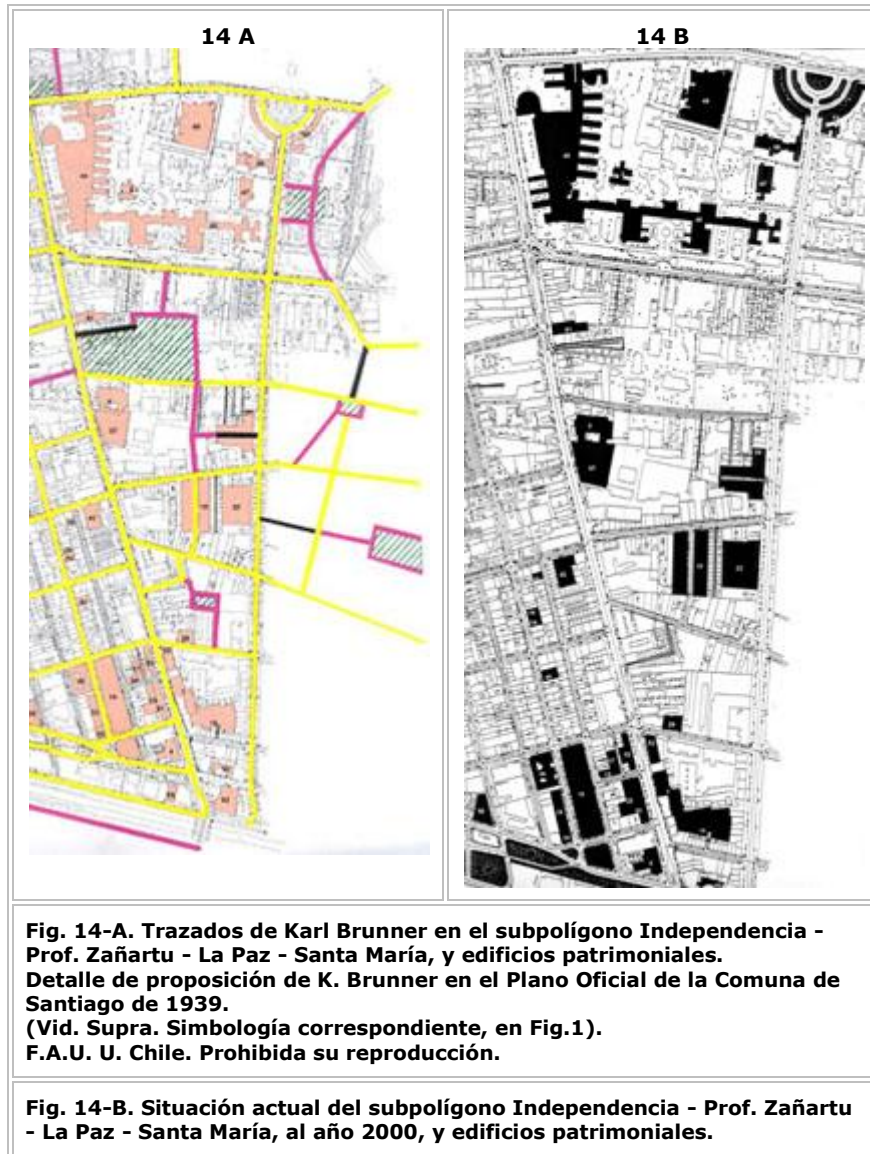 14 A
14 B
Fig. 14-A. Trazados de Karl Brunner en el subpolígono Independencia -
Prof. Zañartu - La Paz - Santa María, y edificios patrimoniales.
Detalle de proposición de K. Brunner en el Plano Oficial de la Comuna de
Santiago de 1939.
(Vid. Supra. Simbología correspondiente, en Fig.1).
F.A.U. U. Chile. Prohibida su reproducción.
Fig. 14-B. Situación actual del subpolígono Independencia - Prof. Zañartu
- La Paz - Santa María, al año 2000, y edificios patrimoniales.